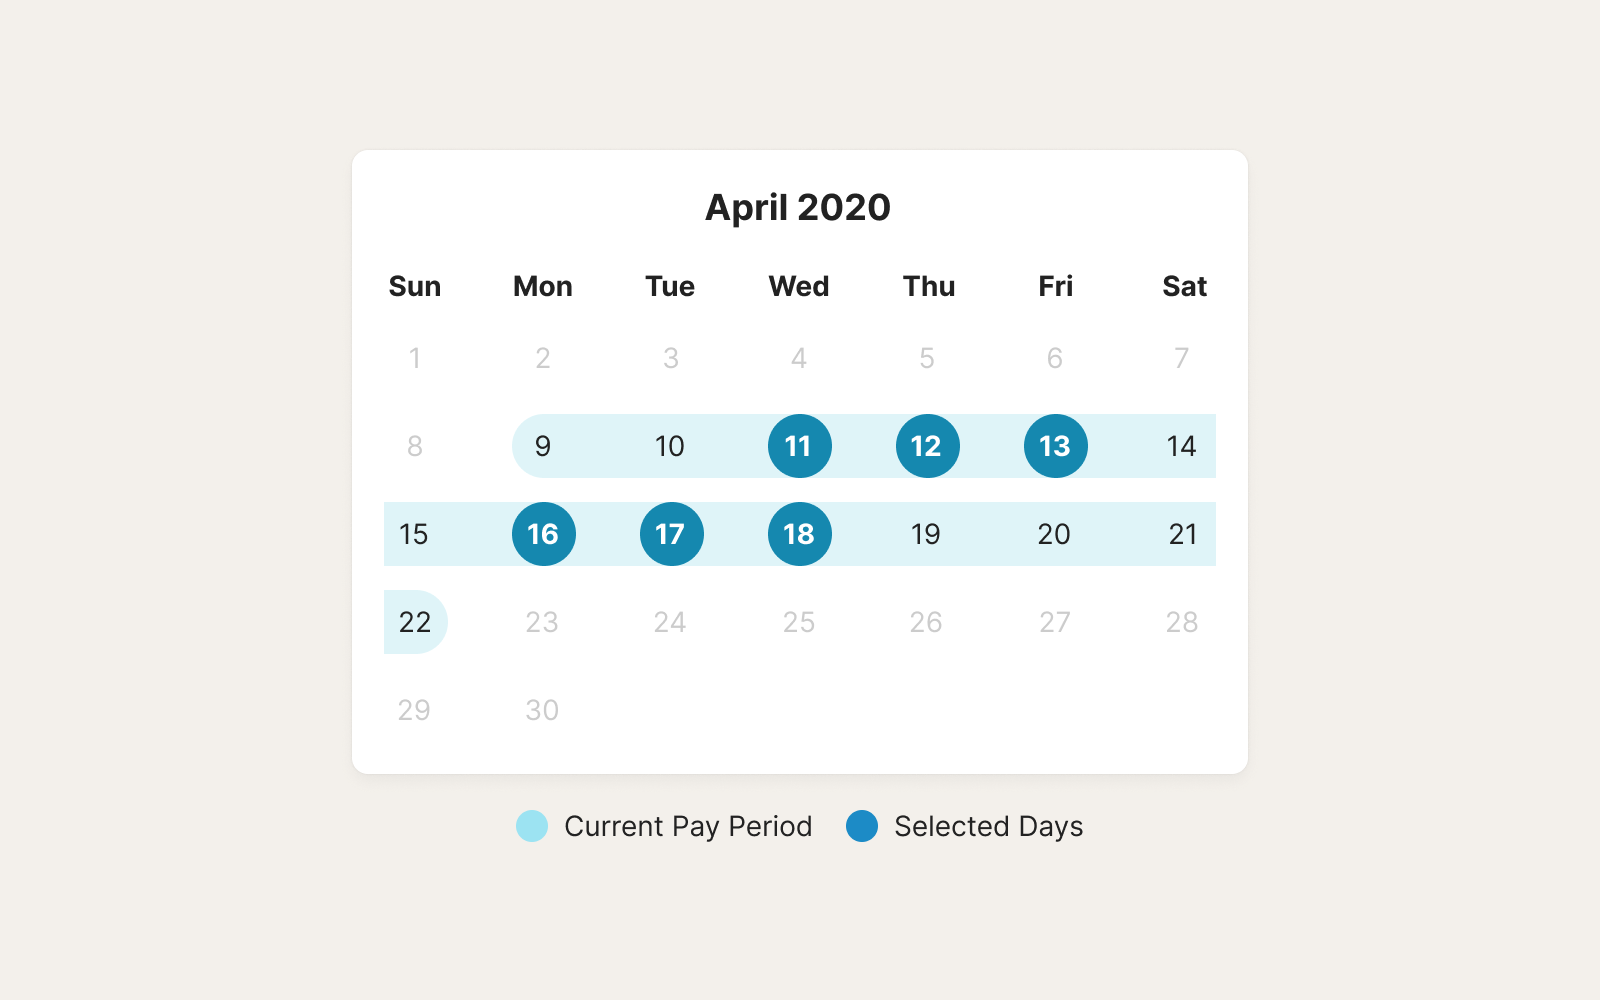 April 2020
Sun Mon Tue Wed Thu Fri Sat
1 2 3 4 5 6 7
8 9 10 11 12 13 14
15 16 17 18 19 20 21
22 23 24 25 26 27 28
29 30
Current Pay Period Selected Days